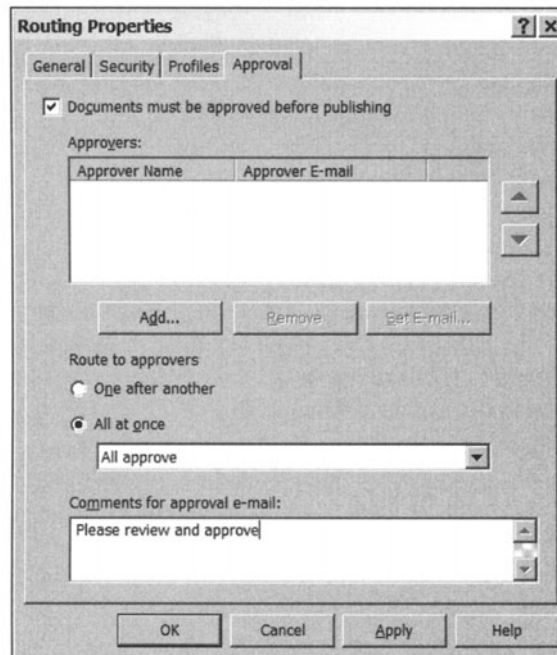 Routing Properties
General Security Profiles Approval
Documents must be approved before publishing
Approvers:
Approver Name Approver E-mail
Add... Remove Set E-mail...
Route to approvers
One after another
All at once
All approve
Comments for approval e-mail:
Please review and approve
OK Cancel Apply Help